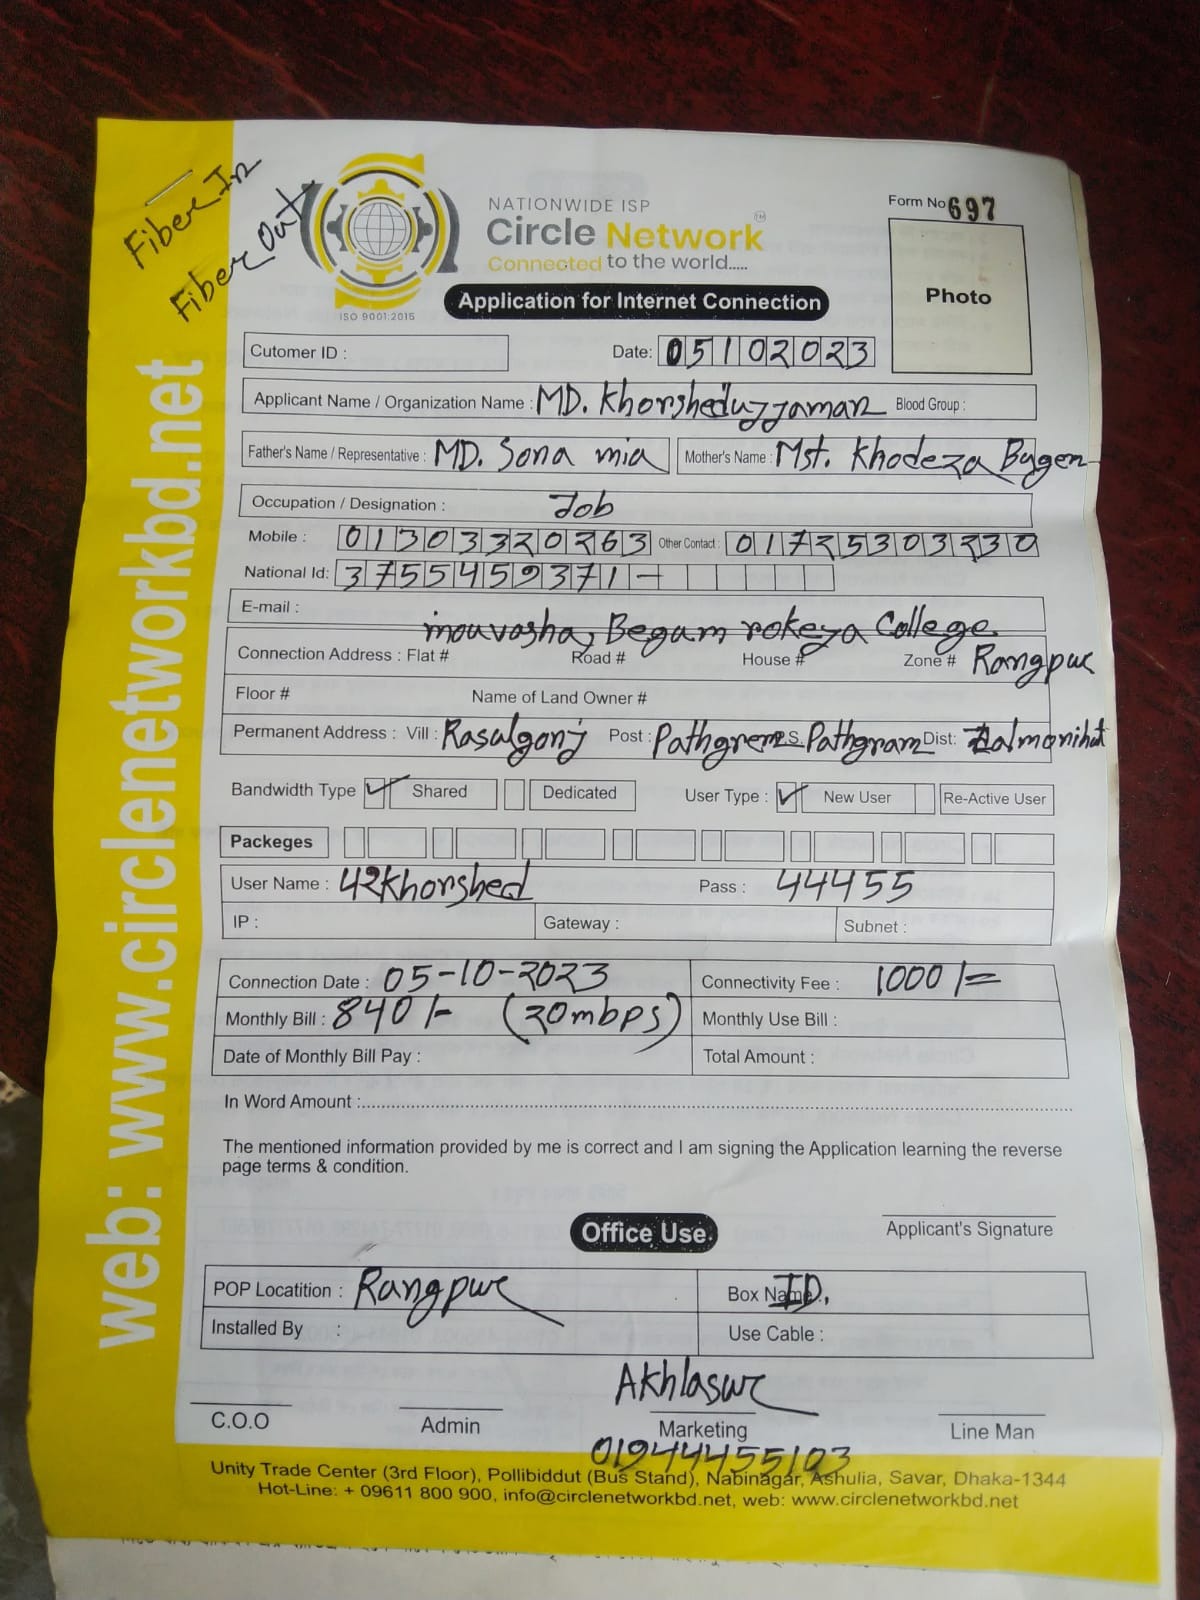 Fiber In
Fiber Out
NATIONWIDE ISP
Circle Network TM
Connected to the world.....
ISO 9001:2015
Form No 697
Photo
Application for Internet Connection
Cutomer ID :
Date: 05102023
Applicant Name / Organization Name : MD. Khorsheduzzaman Blood Group :
Father's Name / Representative : MD. Sona mia Mother's Name : Mst. Khodeza Bagem
Occupation / Designation : Job
Mobile : 01303320263 Other Contact : 01725303230
National Id: 3755459371 -
E-mail :
Begam rokeya College
Connection Address : Flat # Road # House # Zone # Rangpur
Floor # Name of Land Owner #
Permanent Address : Vill : Rasulgonj Post : Pathgram P.S. Pathgram Dist: Lalmonihat
Bandwidth Type ✓ Shared Dedicated User Type : ✓ New User Re-Active User
Packeges
User Name : 42khorshed Pass : 44455
IP : Gateway : Subnet :
Connection Date : 05-10-2023 Connectivity Fee : 1000/=
Monthly Bill : 840/- (20mbps) Monthly Use Bill :
Date of Monthly Bill Pay : Total Amount :
In Word Amount :
The mentioned information provided by me is correct and I am signing the Application learning the reverse
page terms & condition.
Applicant's Signature
Office Use
POP Locatition : Rangpur Box Name : ID.
Installed By : Use Cable :
Akhlasur
C.O.O Admin Marketing Line Man
01944455103
Unity Trade Center (3rd Floor), Pollibiddut (Bus Stand), Nabinagar, Ashulia, Savar, Dhaka-1344
Hot-Line: + 09611 800 900, info@circlenetworkbd.net, web: www.circlenetworkbd.net
web: www.circlenetworkbd.net